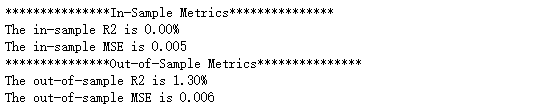 ***************In-Sample Metrics***************
The in-sample R2 is 0.00%
The in-sample MSE is 0.005
***************Out-of-Sample Metrics***************
The out-of-sample R2 is 1.30%
The out-of-sample MSE is 0.006